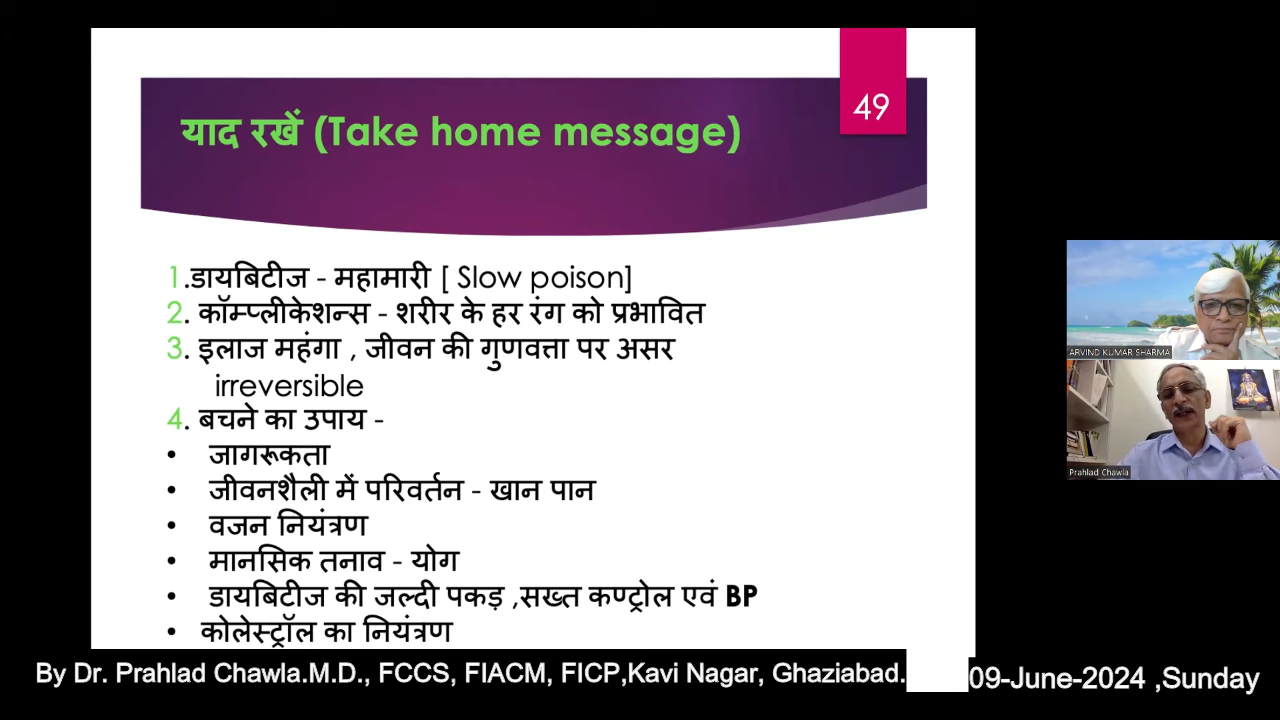 49
याद रखें (Take home message)
1.डायबिटीज - महामारी [ Slow poison]
2. कॉम्प्लीकेशन्स - शरीर के हर रंग को प्रभावित
3. इलाज महंगा , जीवन की गुणवत्ता पर असर
irreversible
4. बचने का उपाय -
• जागरूकता
• जीवनशैली में परिवर्तन - खान पान
• वजन नियंत्रण
• मानसिक तनाव - योग
• डायबिटीज की जल्दी पकड़ ,सख्त कण्ट्रोल एवं BP
• कोलेस्ट्रॉल का नियंत्रण
ARVIND KUMAR SHARMA
Prahlad Chawla
By Dr. Prahlad Chawla.M.D., FCCS, FIACM, FICP,Kavi Nagar, Ghaziabad.
09-June-2024 ,Sunday